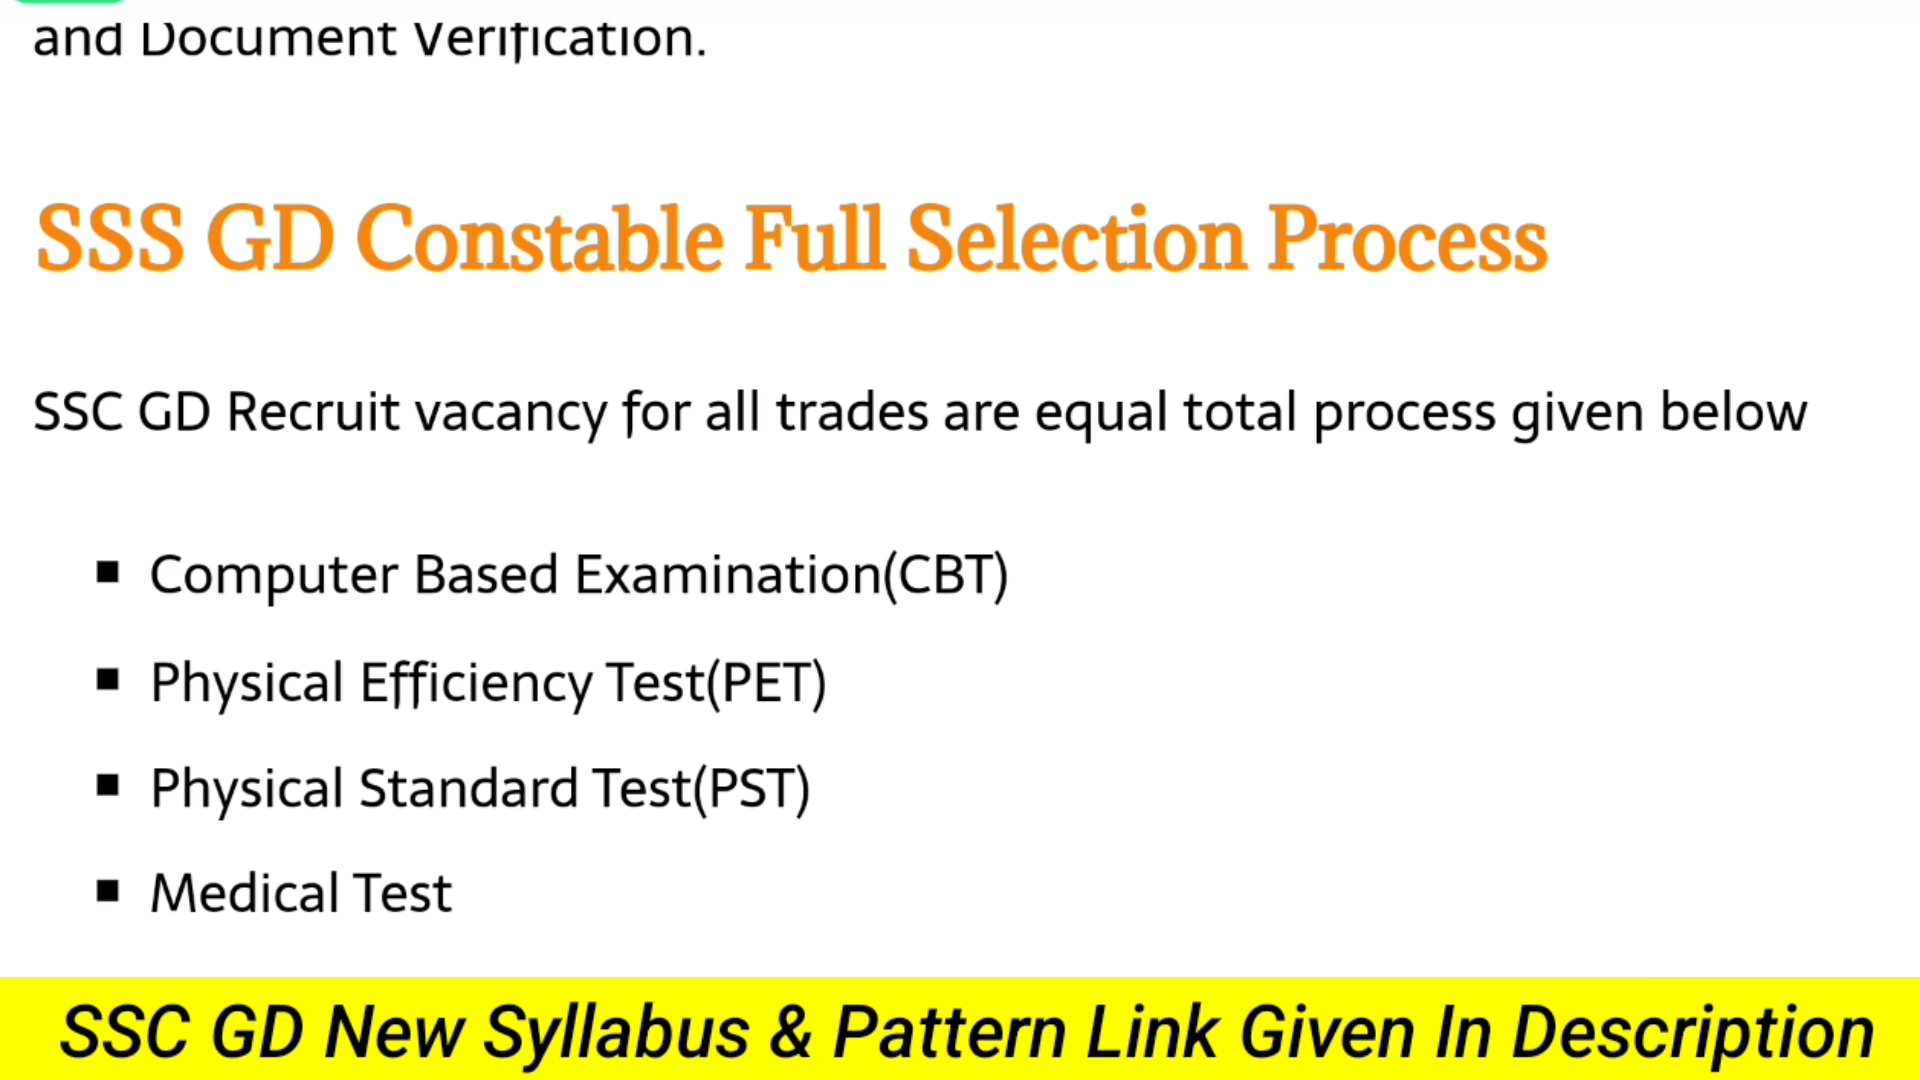 and Document Verification.
SSS GD Constable Full Selection Process
SSC GD Recruit vacancy for all trades are equal total process given below
■ Computer Based Examination(CBT)
■ Physical Efficiency Test(PET)
■ Physical Standard Test(PST)
■ Medical Test
SSC GD New Syllabus & Pattern Link Given In Description